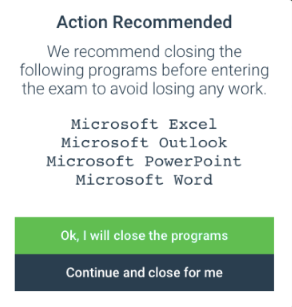 Action Recommended
We recommend closing the
following programs before entering
the exam to avoid losing any work.
Microsoft Excel
Microsoft Outlook
Microsoft PowerPoint
Microsoft Word
Ok, I will close the programs
Continue and close for me